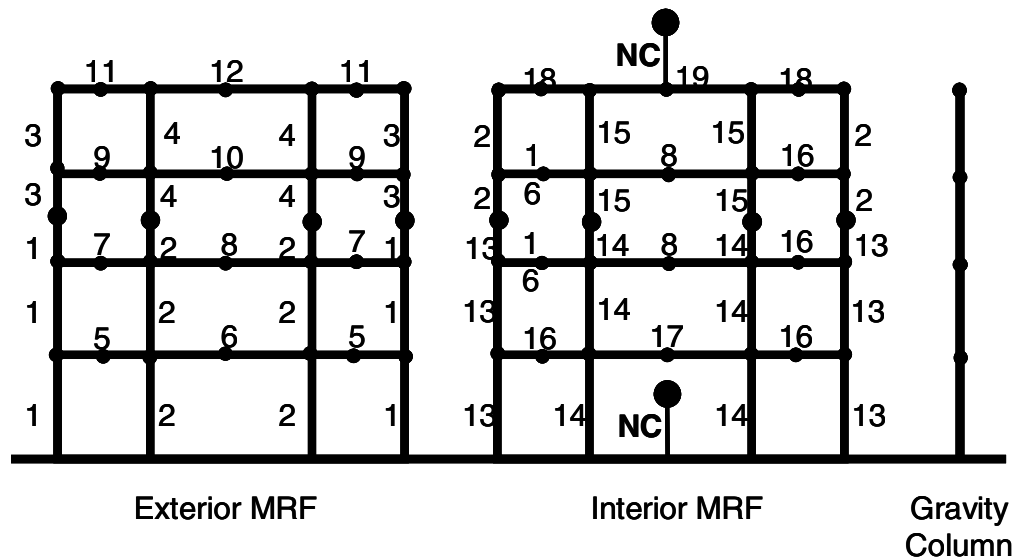 NC
11 12 11 18 19 18
3 4 4 3 2 15 15 2
9 10 9 1 8 16
6
3 4 4 3 2 15 15 2
1 7 2 8 2 7 1 13 1 14 8 14 16 13
6
1 2 2 1 13 14 14 13
5 6 5 16 17 16
1 2 2 1 13 14 NC 14 13
Exterior MRF Interior MRF Gravity
Column